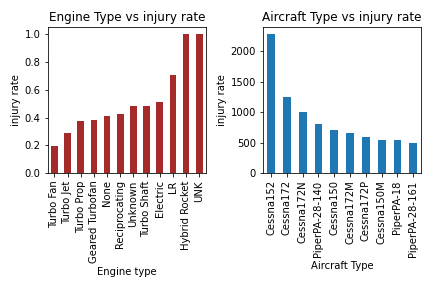 Engine Type vs injury rate
injury rate
1.0
0.8
0.6
0.4
0.2
0.0
Turbo Fan
Turbo Jet
Turbo Prop
Geared Turbofan
None
Reciprocating
Unknown
Turbo Shaft
Electric
LR
Hybrid Rocket
UNK
Engine type
Aircraft Type vs injury rate
injury rate
2000
1500
1000
500
0
Cessna152
Cessna172
Cessna172N
PiperPA-28-140
Cessna150
Cessna172M
Cessna172P
Cessna150M
PiperPA-18
PiperPA-28-161
Aircraft Type